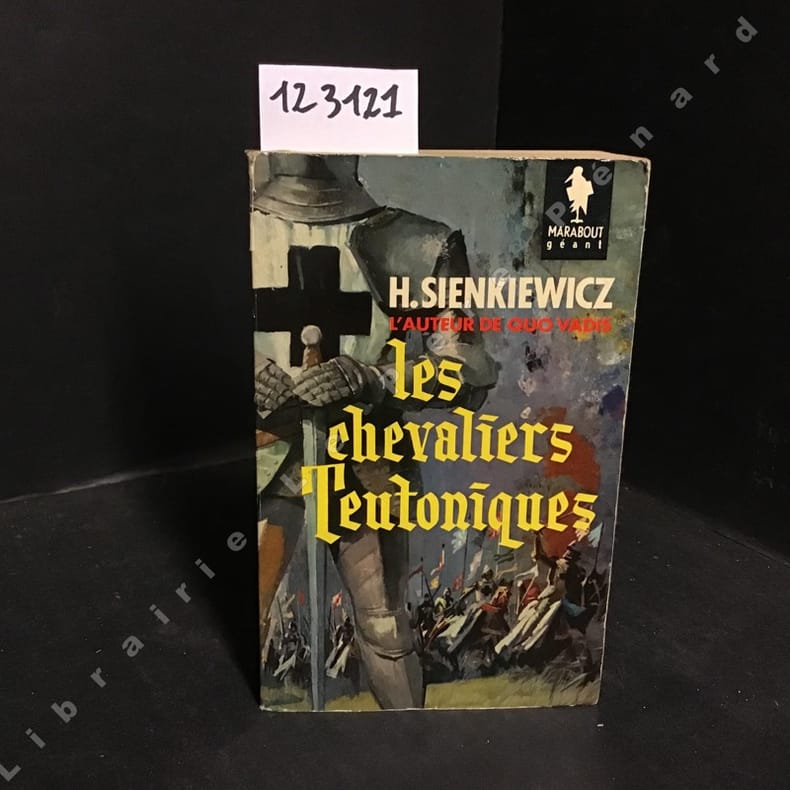 123121
MARABOUT
géant
H. SIENKIEWICZ
L'AUTEUR DE QUO VADIS
les
chevaliers
Teutoniques